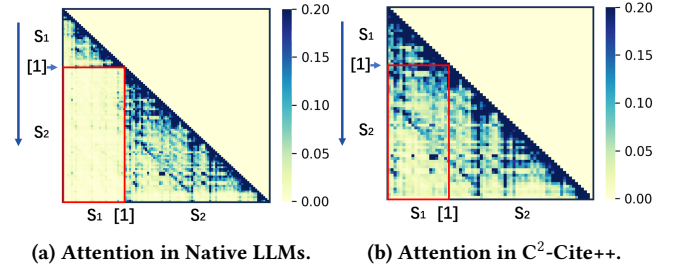 0.20
S₁
[1]
0.15
0.10
S₂
0.05
0.00
S₁ [1] S₂
(a) Attention in Native LLMs.
0.20
S₁
[1]
0.15
0.10
S₂
0.05
0.00
S₁ [1] S₂
(b) Attention in C²-Cite++.